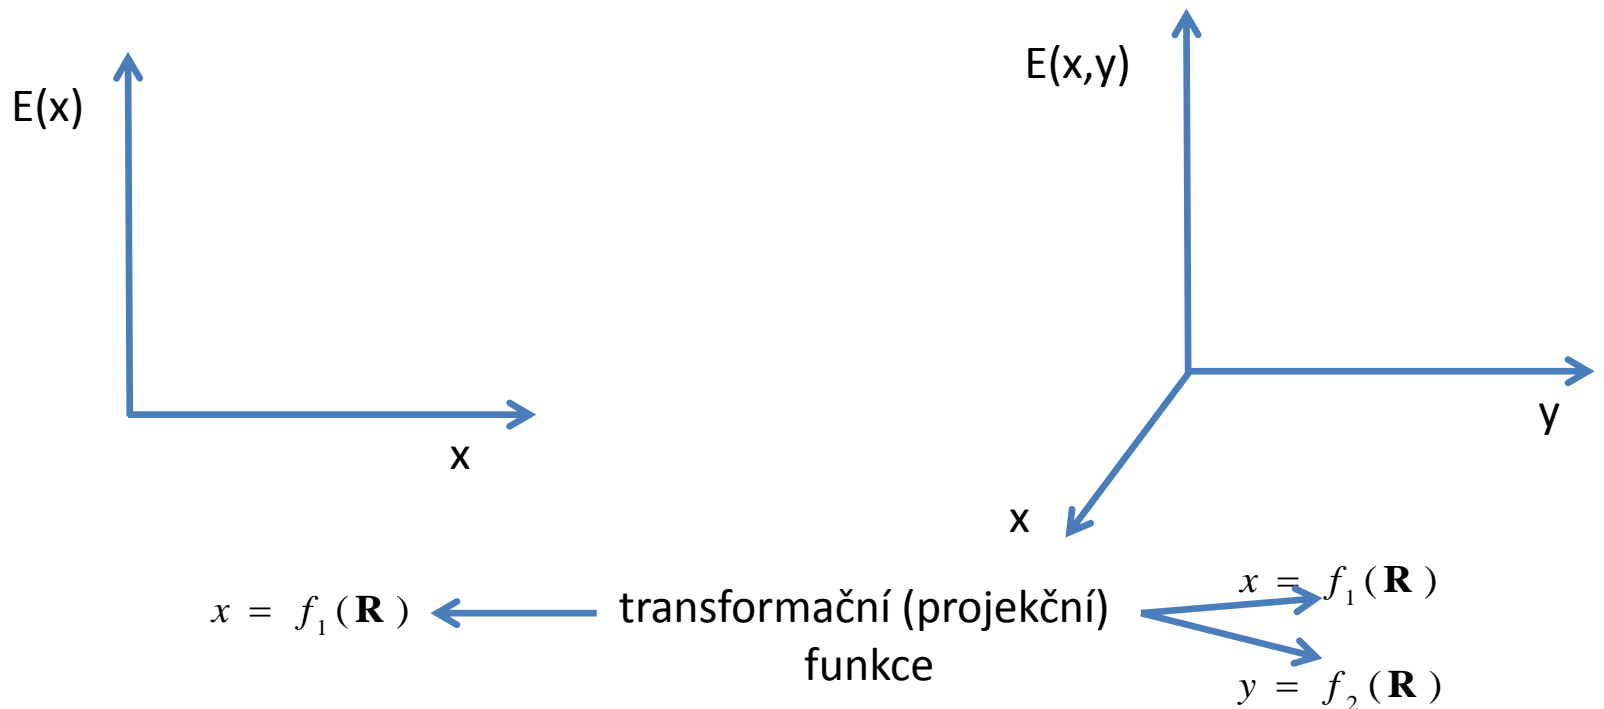 E(x)
x
E(x,y)
y
x
x = f₁(R)
transformační (projekční)
funkce
x = f₁(R)
y = f₂(R)